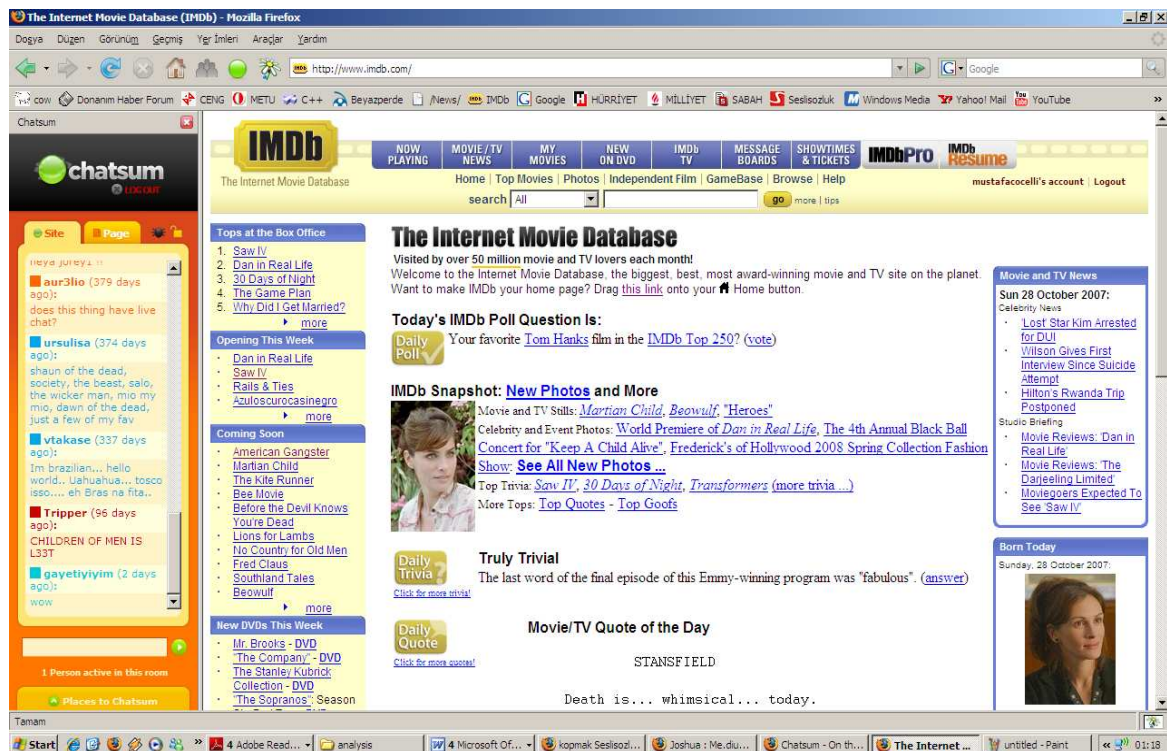 The Internet Movie Database (IMDb) - Mozilla Firefox
Dosya Düzen Görünüm Geçmiş Yer İmleri Araçlar Yardım
http://www.imdb.com/
Google
cow Donanım Haber Forum CENG METU C++ Beyazperde /News/ IMDb Google HÜRRİYET MİLLİYET SABAH Seslisozluk Windows Media Yahoo! Mail YouTube
Chatsum
chatsum
LOG OUT
Site Page
aur3lio (379 days
ago):
does this thing have live
chat?
ursulisa (374 days
ago):
shaun of the dead,
society, the beast, salo,
the wicker man, mio my
mio, dawn of the dead,
just a few of my fav
vtakase (337 days
ago):
Im brazilian... hello
world.. Uahuahua... tosco
isso.... eh Bras na fita..
Tripper (96 days
ago):
CHILDREN OF MEN IS
L33T
gayetiyiyim (2 days
ago):
wow
1 Person active in this room
Places to Chatsum
IMDb
The Internet Movie Database
NOW PLAYING
MOVIE/TV NEWS
MY MOVIES
NEW ON DVD
IMDb TV
MESSAGE BOARDS
SHOWTIMES & TICKETS
IMDbPro
IMDb Resume
Home | Top Movies | Photos | Independent Film | GameBase | Browse | Help
mustafacocelli's account | Logout
search All go more | tips
Tops at the Box Office
1. Saw IV
2. Dan in Real Life
3. 30 Days of Night
4. The Game Plan
5. Why Did I Get Married?
more
Opening This Week
Dan in Real Life
Saw IV
Rails & Ties
Azuloscurocasinegro
more
Coming Soon
American Gangster
Martian Child
The Kite Runner
Bee Movie
Before the Devil Knows
You're Dead
Lions for Lambs
No Country for Old Men
Fred Claus
Southland Tales
Beowulf
more
New DVDs This Week
Mr. Brooks - DVD
"The Company" - DVD
The Stanley Kubrick
Collection - DVD
"The Sopranos": Season
The Internet Movie Database
Visited by over 50 million movie and TV lovers each month!
Welcome to the Internet Movie Database, the biggest, best, most award-winning movie and TV site on the planet.
Want to make IMDb your home page? Drag this link onto your Home button.
Today's IMDb Poll Question Is:
Daily Poll
Your favorite Tom Hanks film in the IMDb Top 250? (vote)
IMDb Snapshot: New Photos and More
Movie and TV Stills: Martian Child, Beowulf, "Heroes"
Celebrity and Event Photos: World Premiere of Dan in Real Life, The 4th Annual Black Ball
Concert for "Keep A Child Alive", Frederick's of Hollywood 2008 Spring Collection Fashion
Show: See All New Photos ...
Top Trivia: Saw IV, 30 Days of Night, Transformers (more trivia ...)
More Tops: Top Quotes - Top Goofs
Daily Trivia?
Click for more trivia!
Truly Trivial
The last word of the final episode of this Emmy-winning program was "fabulous". (answer)
Daily Quote
Click for more quotes!
Movie/TV Quote of the Day
STANSFIELD
Death is... whimsical... today.
Movie and TV News
Sun 28 October 2007:
Celebrity News
'Lost' Star Kim Arrested
for DUI
Wilson Gives First
Interview Since Suicide
Attempt
Hilton's Rwanda Trip
Postponed
Studio Briefing
Movie Reviews: 'Dan in
Real Life'
Movie Reviews: 'The
Darjeeling Limited'
Moviegoers Expected To
See 'Saw IV'
Born Today
Sunday, 28 October 2007:
Tamam
Start 4 Adobe Read... analysis 4 Microsoft Of... kopmak Seslisozl... Joshua : Me.diu... Chatsum - On th... The Internet ... untitled - Paint 01:13